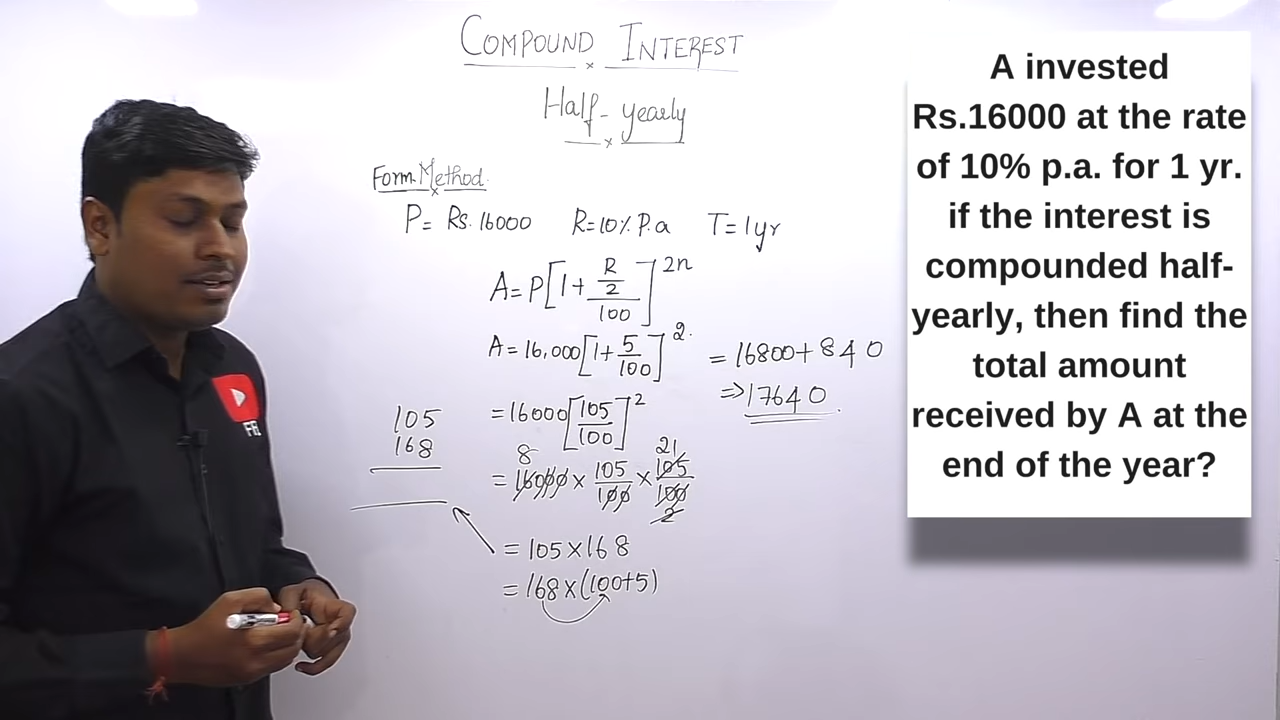 COMPOUND INTEREST
Half-yearly
Form. Method.
P= Rs. 16000 R=10% P.a T=1yr
A=P[1+ R/2/100]^2n
A=16,000[1+5/100]^2.
=16000[105/100]^2
8 21
=16000×105/100×105/100
2
=105×168
=168×(100+5)
=16800+840
=>17640.
105
168
FE
A invested
Rs.16000 at the rate
of 10% p.a. for 1 yr.
if the interest is
compounded half-
yearly, then find the
total amount
received by A at the
end of the year?